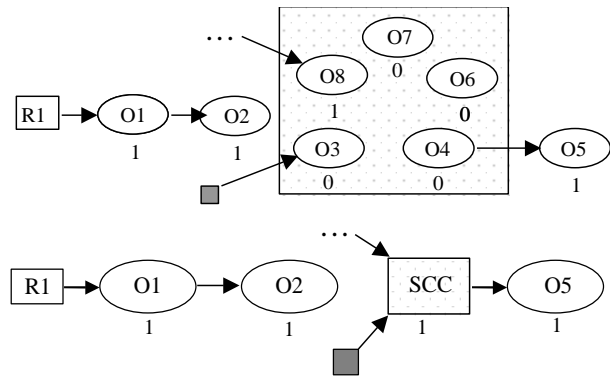 ... O7
0
O8
1
O6
0
R1 O1 O2
1 1
O3 O4 O5
0 0 1
...
R1 O1 O2 SCC O5
1 1 1 1